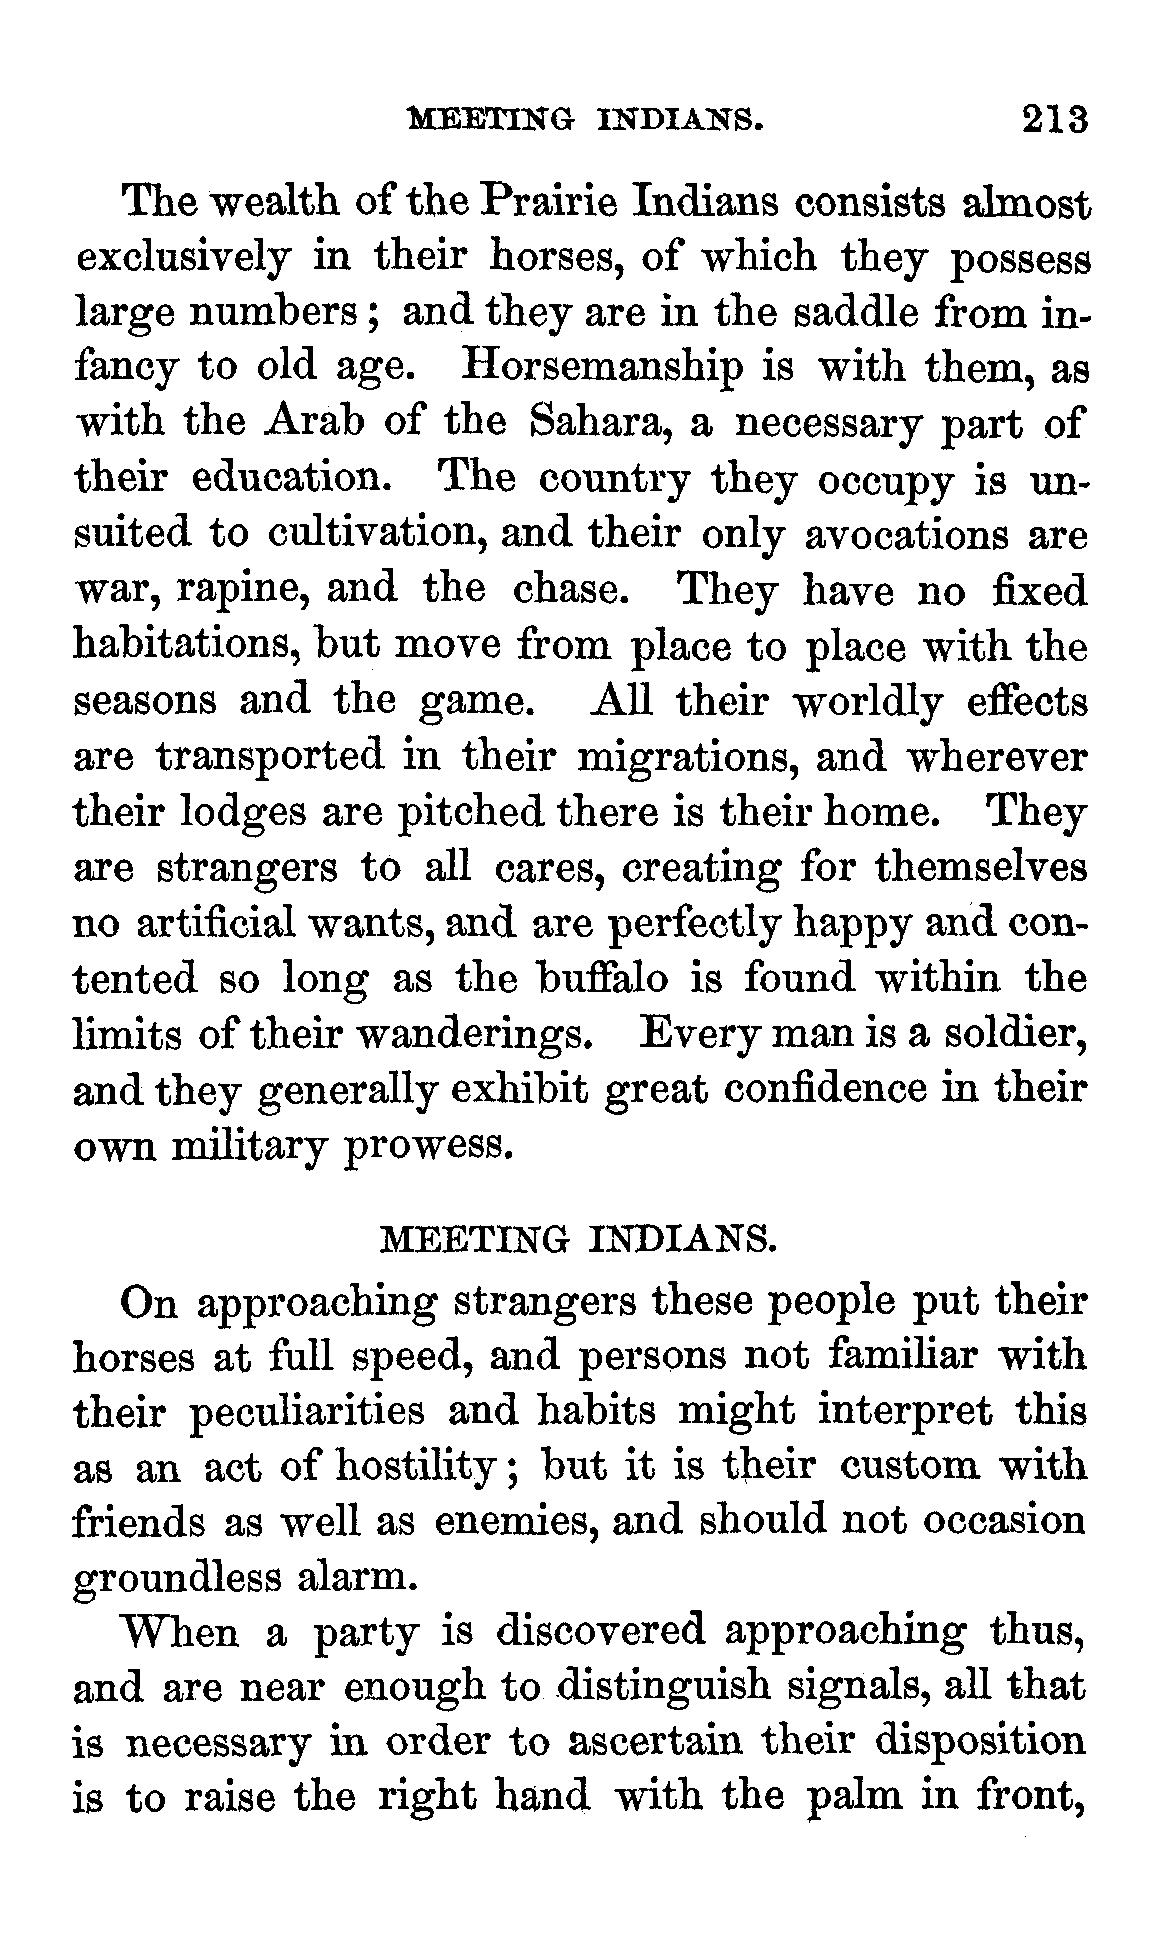 MEETING INDIANS. 213
The wealth of the Prairie Indians consists almost
exclusively in their horses, of which they possess
large numbers ; and they are in the saddle from in-
fancy to old age. Horsemanship is with them, as
with the Arab of the Sahara, a necessary part of
their education. The country they occupy is un-
suited to cultivation, and their only avocations are
war, rapine, and the chase. They have no fixed
habitations, but move from place to place with the
seasons and the game. All their worldly effects
are transported in their migrations, and wherever
their lodges are pitched there is their home. They
are strangers to all cares, creating for themselves
no artificial wants, and are perfectly happy and con-
tented so long as the buffalo is found within the
limits of their wanderings. Every man is a soldier,
and they generally exhibit great confidence in their
own military prowess.
MEETING INDIANS.
On approaching strangers these people put their
horses at full speed, and persons not familiar with
their peculiarities and habits might interpret this
as an act of hostility ; but it is their custom with
friends as well as enemies, and should not occasion
groundless alarm.
When a party is discovered approaching thus,
and are near enough to distinguish signals, all that
is necessary in order to ascertain their disposition
is to raise the right hand with the palm in front,